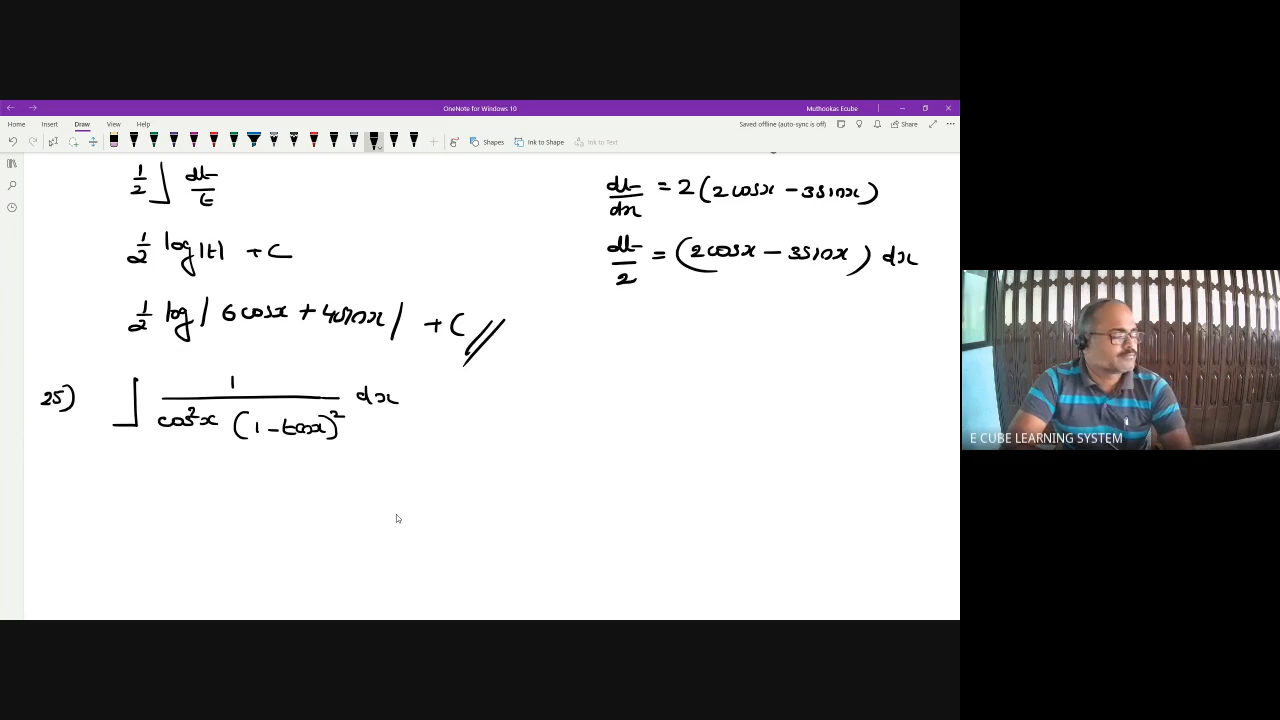 OneNote for Windows 10
Muthookas Ecube
Home Insert Draw View Help
Saved offline (auto-sync is off)
Share
Shapes
Ink to Shape
Ink to Text
1/2 ∫ dt/t
dt/dx = 2(2cosx - 3sinx)
1/2 log|t| + C
dt/2 = (2cosx - 3sinx) dx
1/2 log|6cosx + 4sinx| + C //
25) ∫ 1/(cos²x (1-tanx)²) dx
E CUBE LEARNING SYSTEM